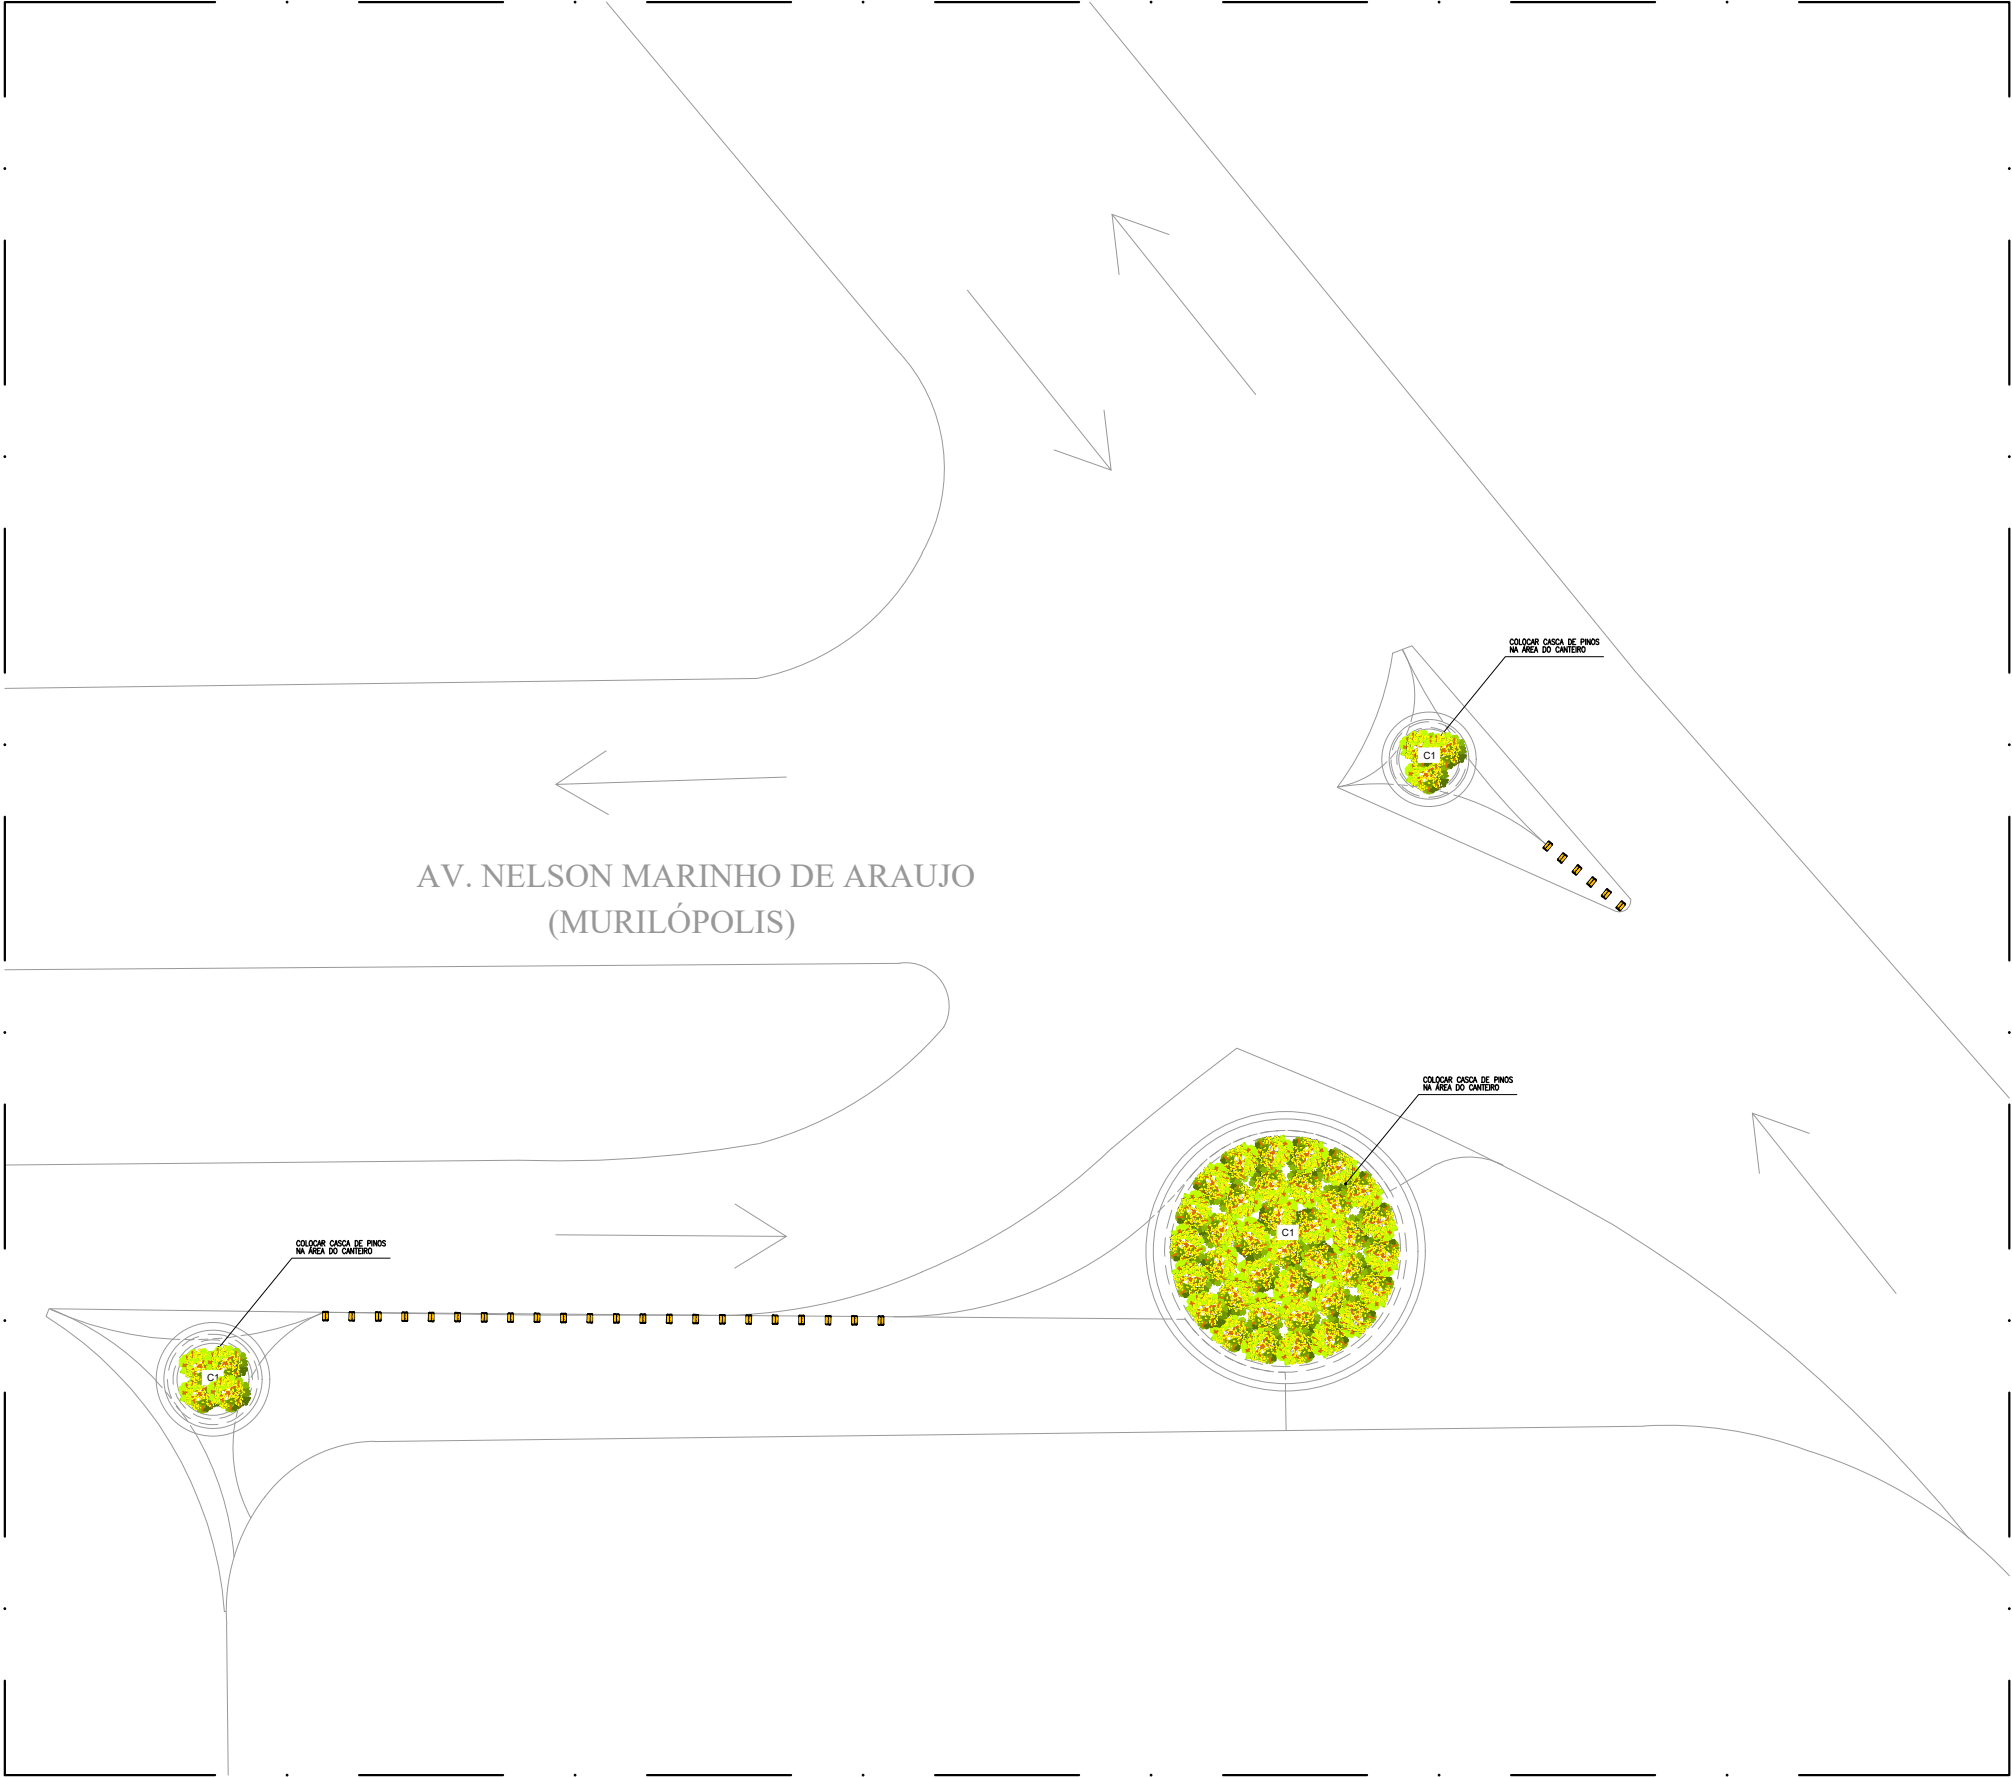 COLOCAR CASCA DE PINOS
NA ÁREA DO CANTEIRO
C1
AV. NELSON MARINHO DE ARAUJO
(MURILÓPOLIS)
COLOCAR CASCA DE PINOS
NA ÁREA DO CANTEIRO
C1
COLOCAR CASCA DE PINOS
NA ÁREA DO CANTEIRO
C1